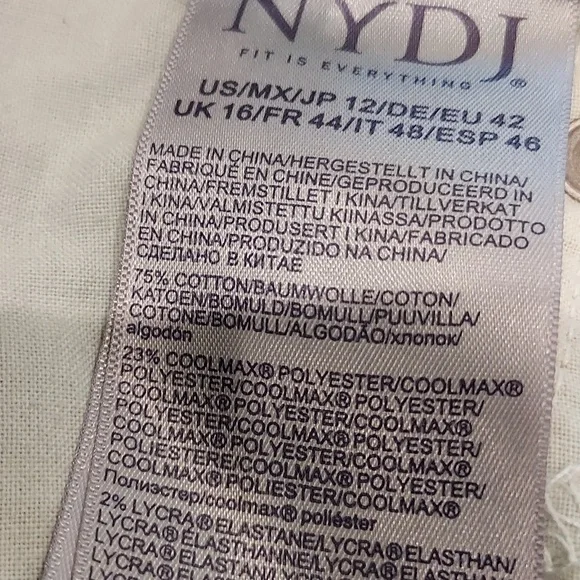 NYDJ®
FIT IS EVERYTHING
US/MX/JP 12/DE/EU 42
UK 16/FR 44/IT 48/ESP 46
MADE IN CHINA/HERGESTELLT IN CHINA/
FABRIQUÉ EN CHINE/GEPRODUCEERD IN
CHINA/FREMSTILLET I KINA/TILLVERKAT
I KINA/VALMISTETTU KIINASSA/PRODOTTO
IN CHINA/PRODUSERT I KINA/FABRICADO
EN CHINA/PRODUZIDO NA CHINA/
СДЕЛАНО В КИТАЕ
75% COTTON/BAUMWOLLE/COTON/
KATOEN/BOMULD/BOMULL/PUUVILLA/
COTONE/BOMULL/ALGODÃO/хлопок/
algodón
23% COOLMAX® POLYESTER/COOLMAX®
POLYESTER/COOLMAX® POLYESTER/
COOLMAX® POLYESTER/COOLMAX®
POLYESTER/COOLMAX® POLYESTER/
COOLMAX® POLYESTER/COOLMAX®
POLIESTERE/COOLMAX® POLYESTER/
COOLMAX® POLIÉSTER/COOLMAX®
Полиэстер/coolmax® poliéster
2% LYCRA® ELASTANE/LYCRA® ELASTHAN/
LYCRA® ÉLASTHANNE/LYCRA®
LYCRA® ELASTAN/LYCRA®
LYCRA®